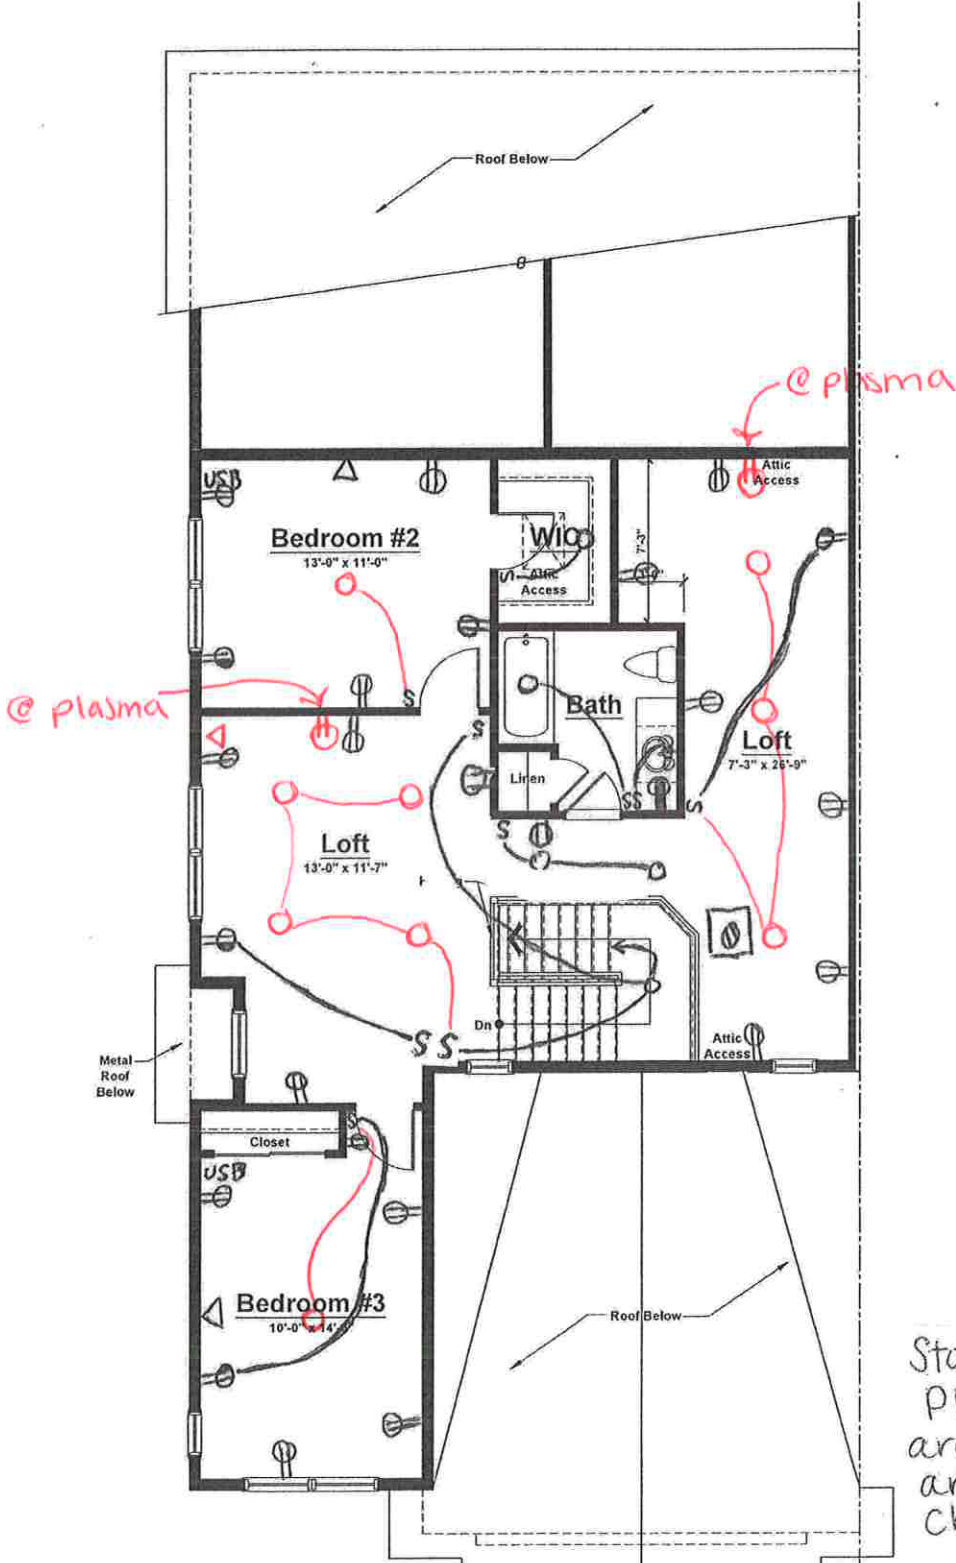 Roof Below
@ plasma
Attic
Access
USB
Bedroom #2
13'-0" x 11'-0"
WIC
7'-3"
Attic
Access
S
S
@ plasma
Bath
S
Loft
7'-3" x 26'-9"
Linen
SS
S
S
Loft
13'-0" x 11'-7"
Dn
S S
Attic
Access
Metal
Roof
Below
S
Closet
USB
Bedroom #3
Roof Below